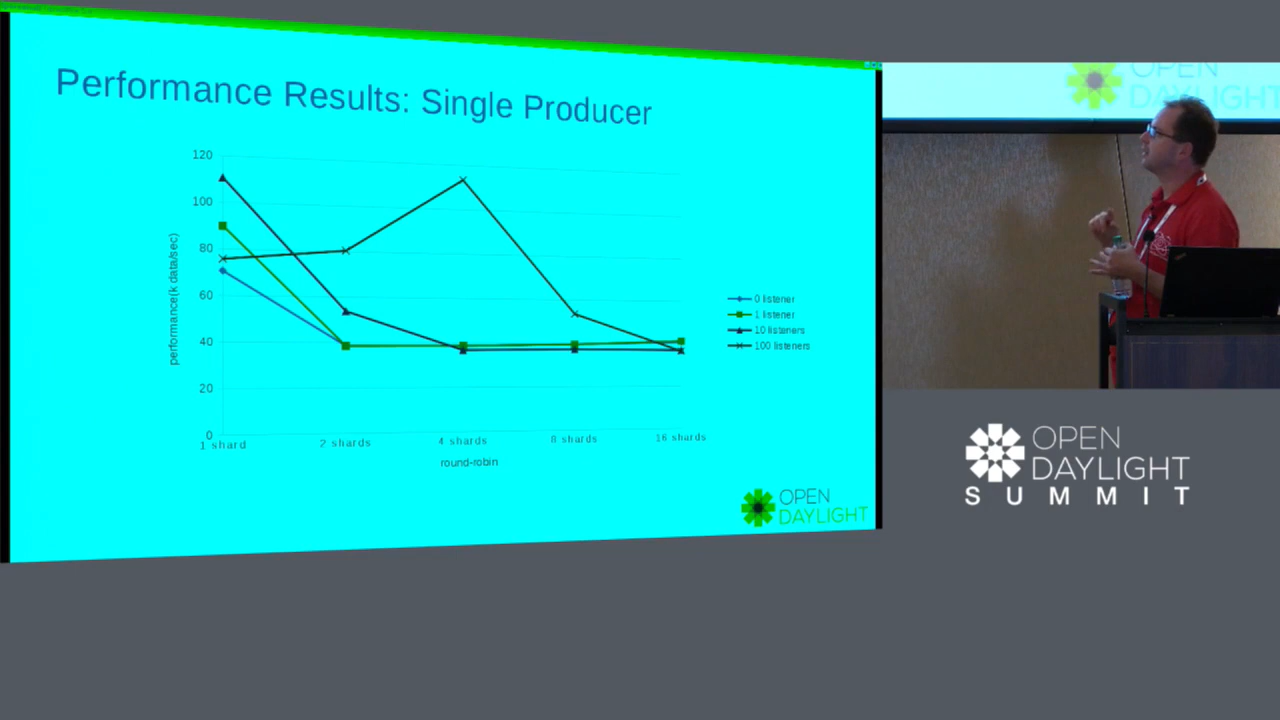 Performance Results: Single Producer
120
100
80
60
40
20
0
performance(k data/sec)
1 shard
2 shards
4 shards
8 shards
16 shards
round-robin
0 listener
1 listener
10 listeners
100 listeners
OPEN
DAYLIGHT
OPEN
DAYLIGHT
OPEN
DAYLIGHT
SUMMIT